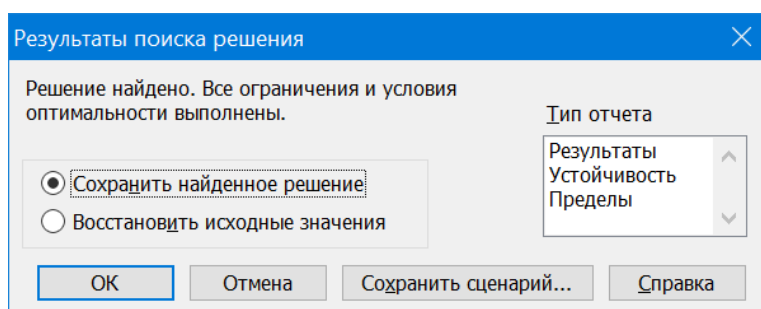 Результаты поиска решения
Решение найдено. Все ограничения и условия
оптимальности выполнены.
Тип отчета
Результаты
Устойчивость
Пределы
Сохранить найденное решение
Восстановить исходные значения
ОК
Отмена
Сохранить сценарий...
Справка